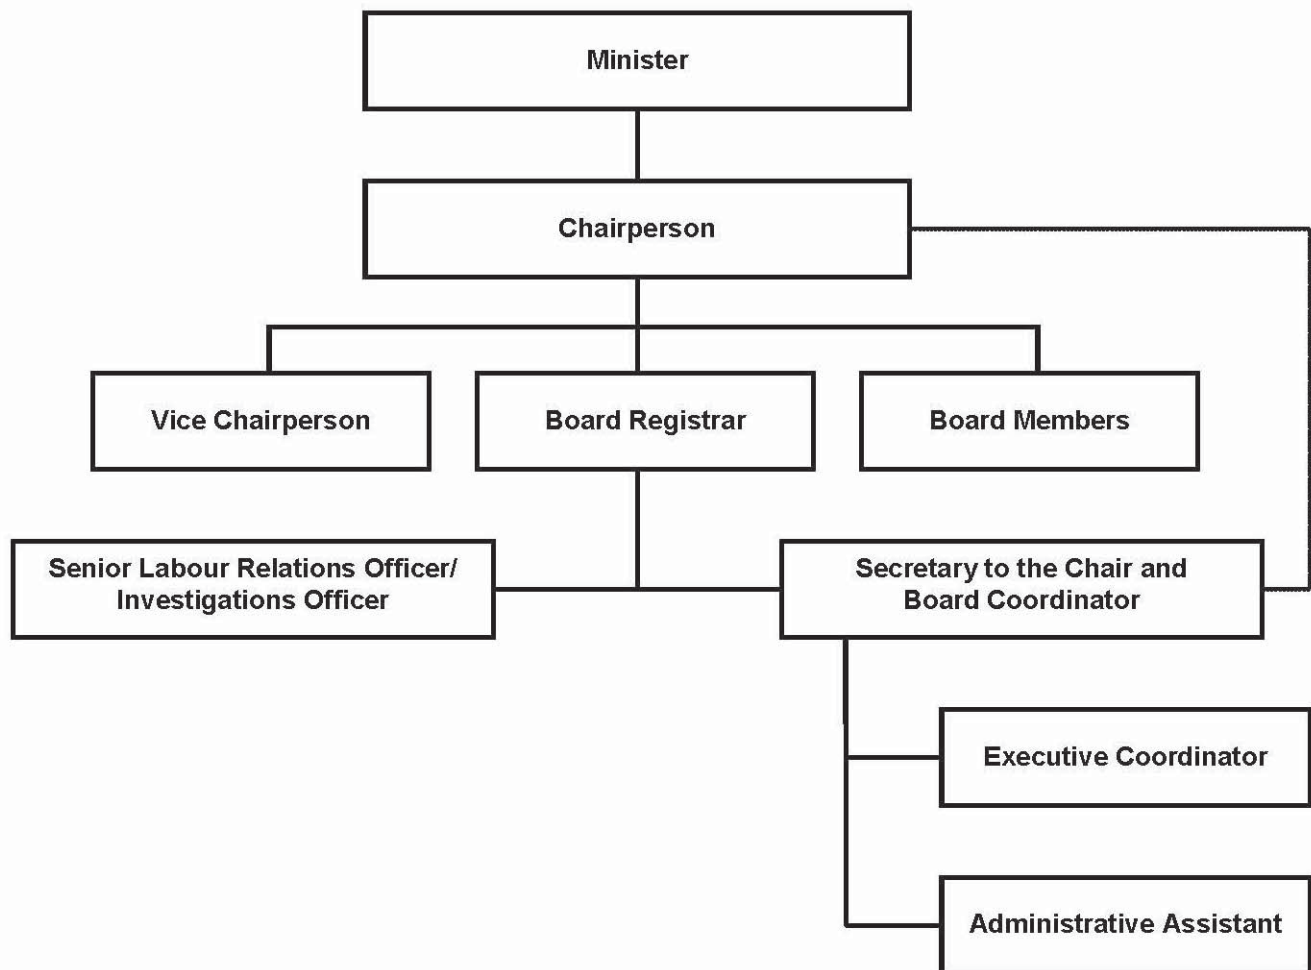 Minister
Chairperson
Vice Chairperson
Board Registrar
Board Members
Senior Labour Relations Officer/
Investigations Officer
Secretary to the Chair and
Board Coordinator
Executive Coordinator
Administrative Assistant